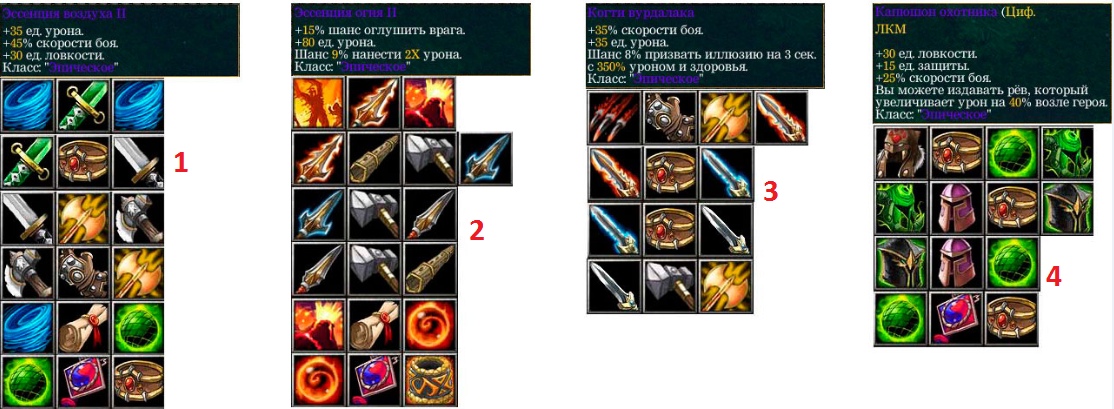 Эссенция воздуха II
+35 ед. урона.
+45% скорости боя.
+30 ед. ловкости.
Класс: "Эпическое"
1
Эссенция огня II
+15% шанс оглушить врага.
+80 ед. урона.
Шанс 9% нанести 2X урона.
Класс: "Эпическое"
2
Когти вурдалака
+35% скорости боя.
+35 ед. урона.
Шанс 8% призвать иллюзию на 3 сек.
с 350% уроном и здоровья.
Класс: "Эпическое"
3
Капюшон охотника (Циф.
ЛКМ
+30 ед. ловкости.
+15 ед. защиты.
+25% скорости боя.
Вы можете издавать рёв, который
увеличивает урон на 40% возле героя.
Класс: "Эпическое"
4